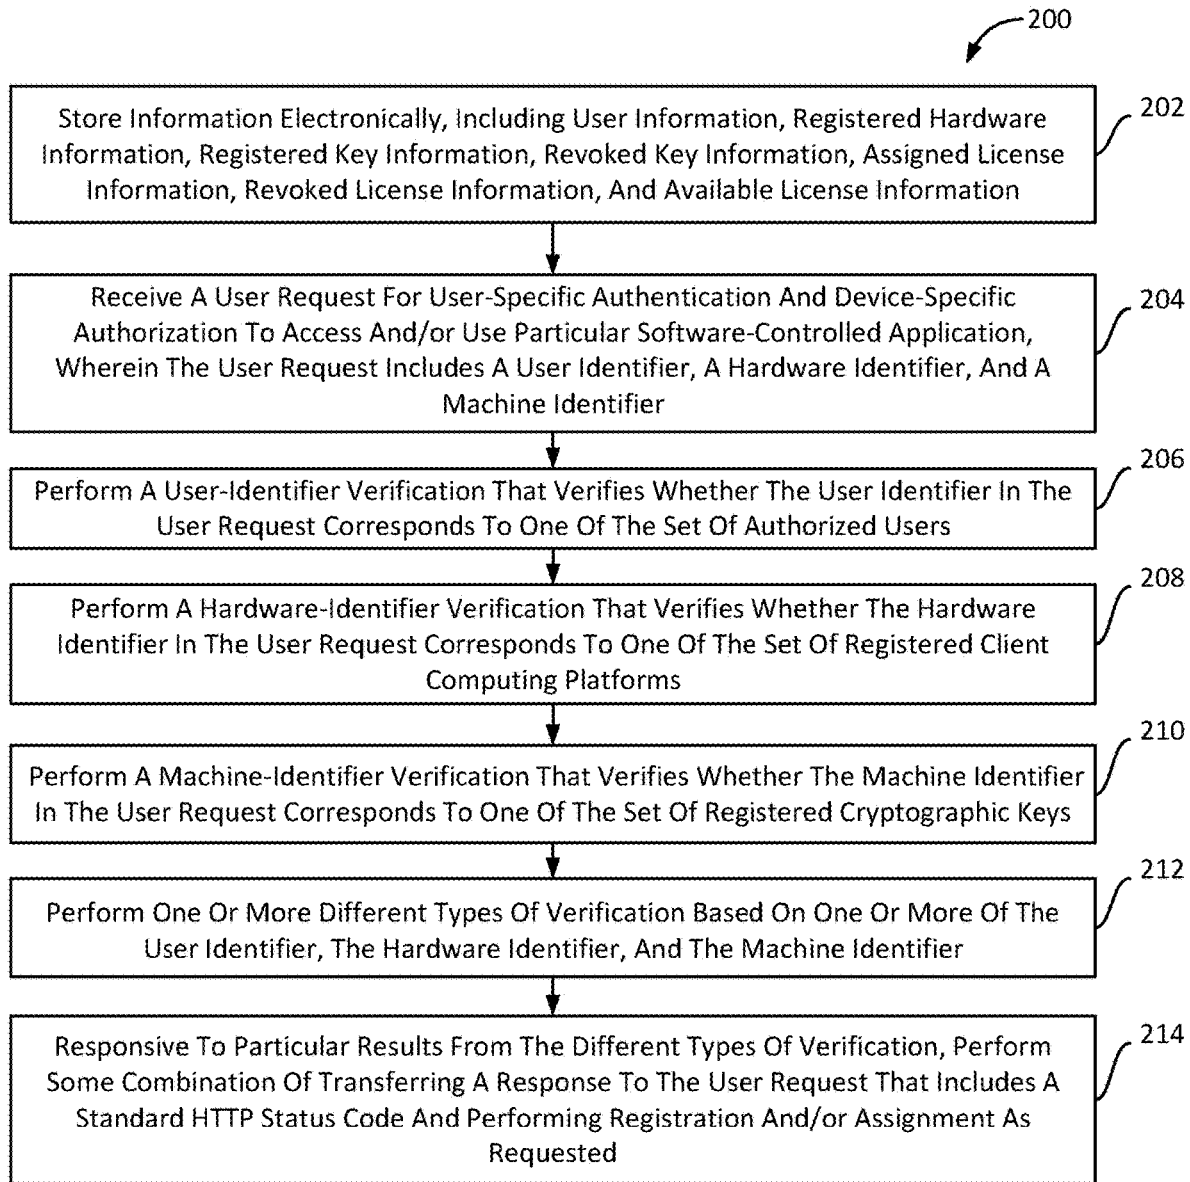 200
Store Information Electronically, Including User Information, Registered Hardware
Information, Registered Key Information, Revoked Key Information, Assigned License
Information, Revoked License Information, And Available License Information
202
Receive A User Request For User-Specific Authentication And Device-Specific
Authorization To Access And/or Use Particular Software-Controlled Application,
Wherein The User Request Includes A User Identifier, A Hardware Identifier, And A
Machine Identifier
204
Perform A User-Identifier Verification That Verifies Whether The User Identifier In The
User Request Corresponds To One Of The Set Of Authorized Users
206
Perform A Hardware-Identifier Verification That Verifies Whether The Hardware
Identifier In The User Request Corresponds To One Of The Set Of Registered Client
Computing Platforms
208
Perform A Machine-Identifier Verification That Verifies Whether The Machine Identifier
In The User Request Corresponds To One Of The Set Of Registered Cryptographic Keys
210
Perform One Or More Different Types Of Verification Based On One Or More Of The
User Identifier, The Hardware Identifier, And The Machine Identifier
212
Responsive To Particular Results From The Different Types Of Verification, Perform
Some Combination Of Transferring A Response To The User Request That Includes A
Standard HTTP Status Code And Performing Registration And/or Assignment As
Requested
214